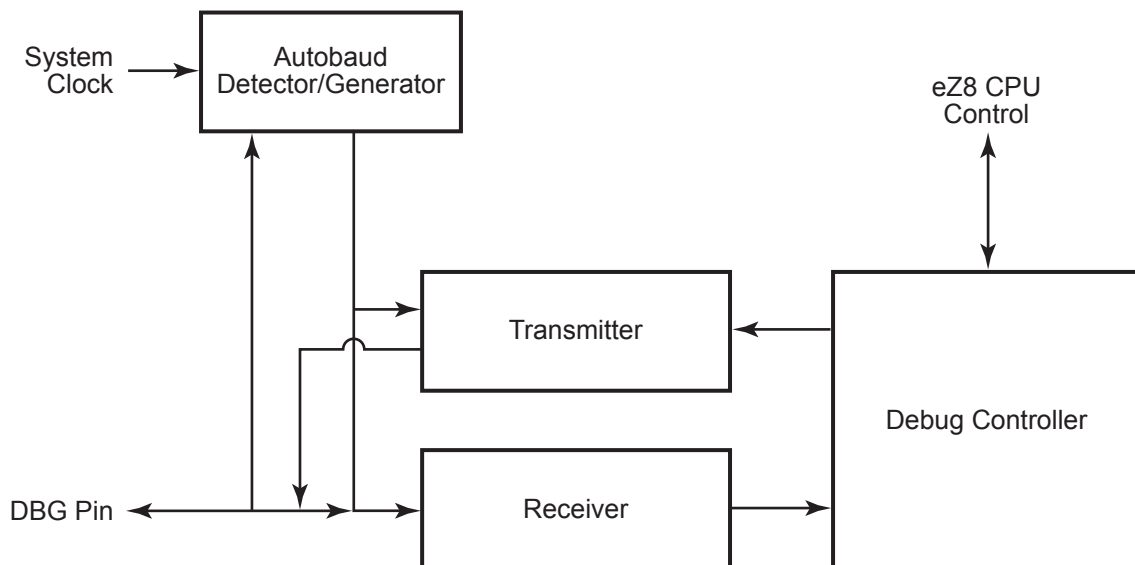 System
Clock
Autobaud
Detector/Generator
eZ8 CPU
Control
Transmitter
Debug Controller
DBG Pin
Receiver